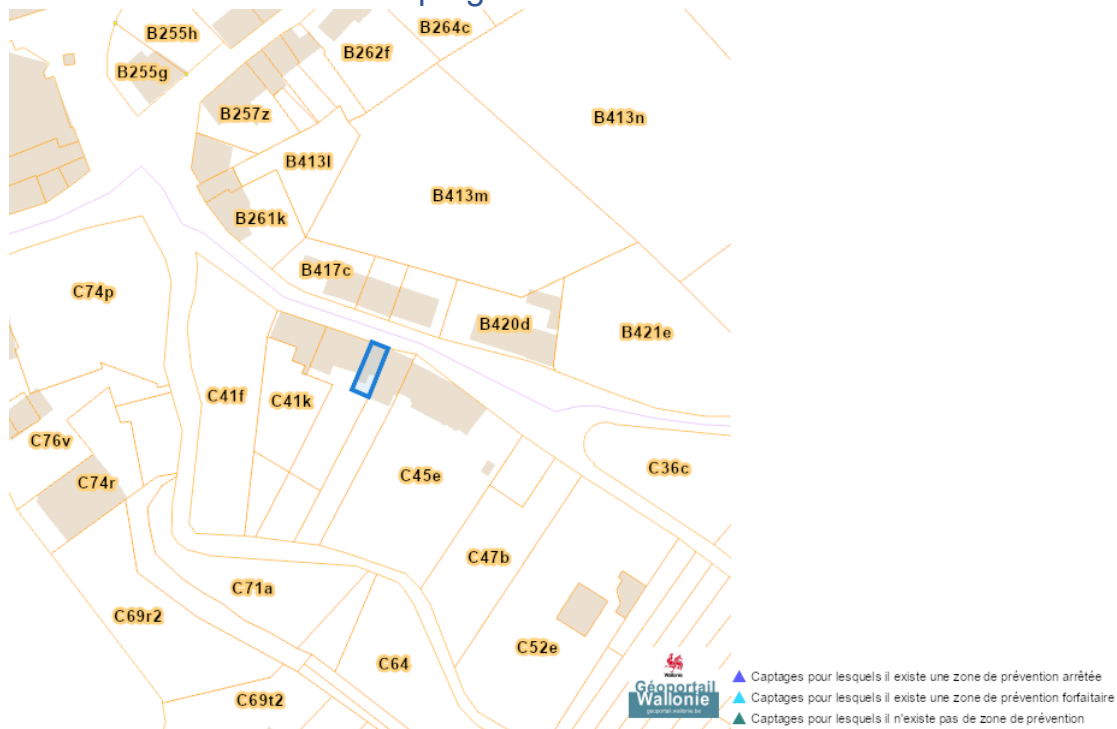 B255h
B264c
B262f
B255g
B257z
B413n
B413l
B413m
B261k
B417c
C74p
B420d
B421e
C41f
C41k
C76v
C36c
C45e
C74r
C47b
C71a
C69r2
C52e
C64
C69t2
Wallonie
Géoportail
Wallonie
geoportail.wallonie.be
Captages pour lesquels il existe une zone de prévention arrêtée
Captages pour lesquels il existe une zone de prévention forfaitaire
Captages pour lesquels il n'existe pas de zone de prévention